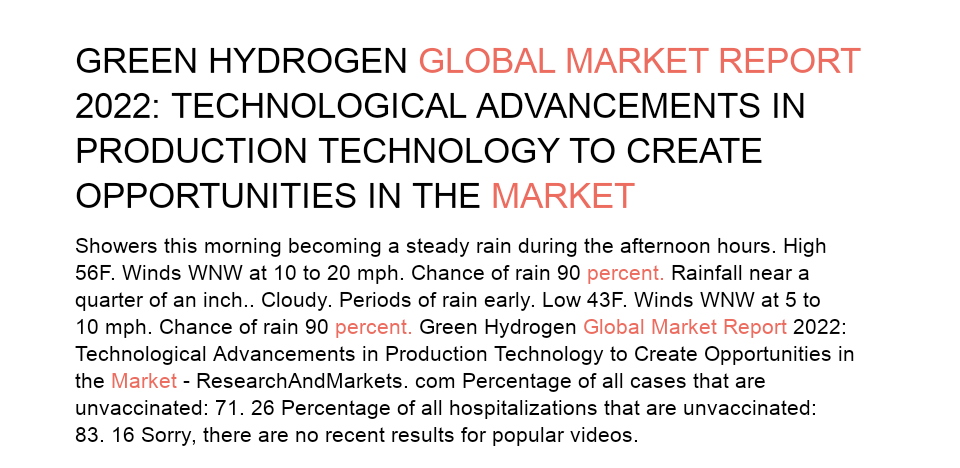 GREEN HYDROGEN GLOBAL MARKET REPORT
2022: TECHNOLOGICAL ADVANCEMENTS IN
PRODUCTION TECHNOLOGY TO CREATE
OPPORTUNITIES IN THE MARKET
Showers this morning becoming a steady rain during the afternoon hours. High
56F. Winds WNW at 10 to 20 mph. Chance of rain 90 percent. Rainfall near a
quarter of an inch.. Cloudy. Periods of rain early. Low 43F. Winds WNW at 5 to
10 mph. Chance of rain 90 percent. Green Hydrogen Global Market Report 2022:
Technological Advancements in Production Technology to Create Opportunities in
the Market - ResearchAndMarkets. com Percentage of all cases that are
unvaccinated: 71. 26 Percentage of all hospitalizations that are unvaccinated:
83. 16 Sorry, there are no recent results for popular videos.